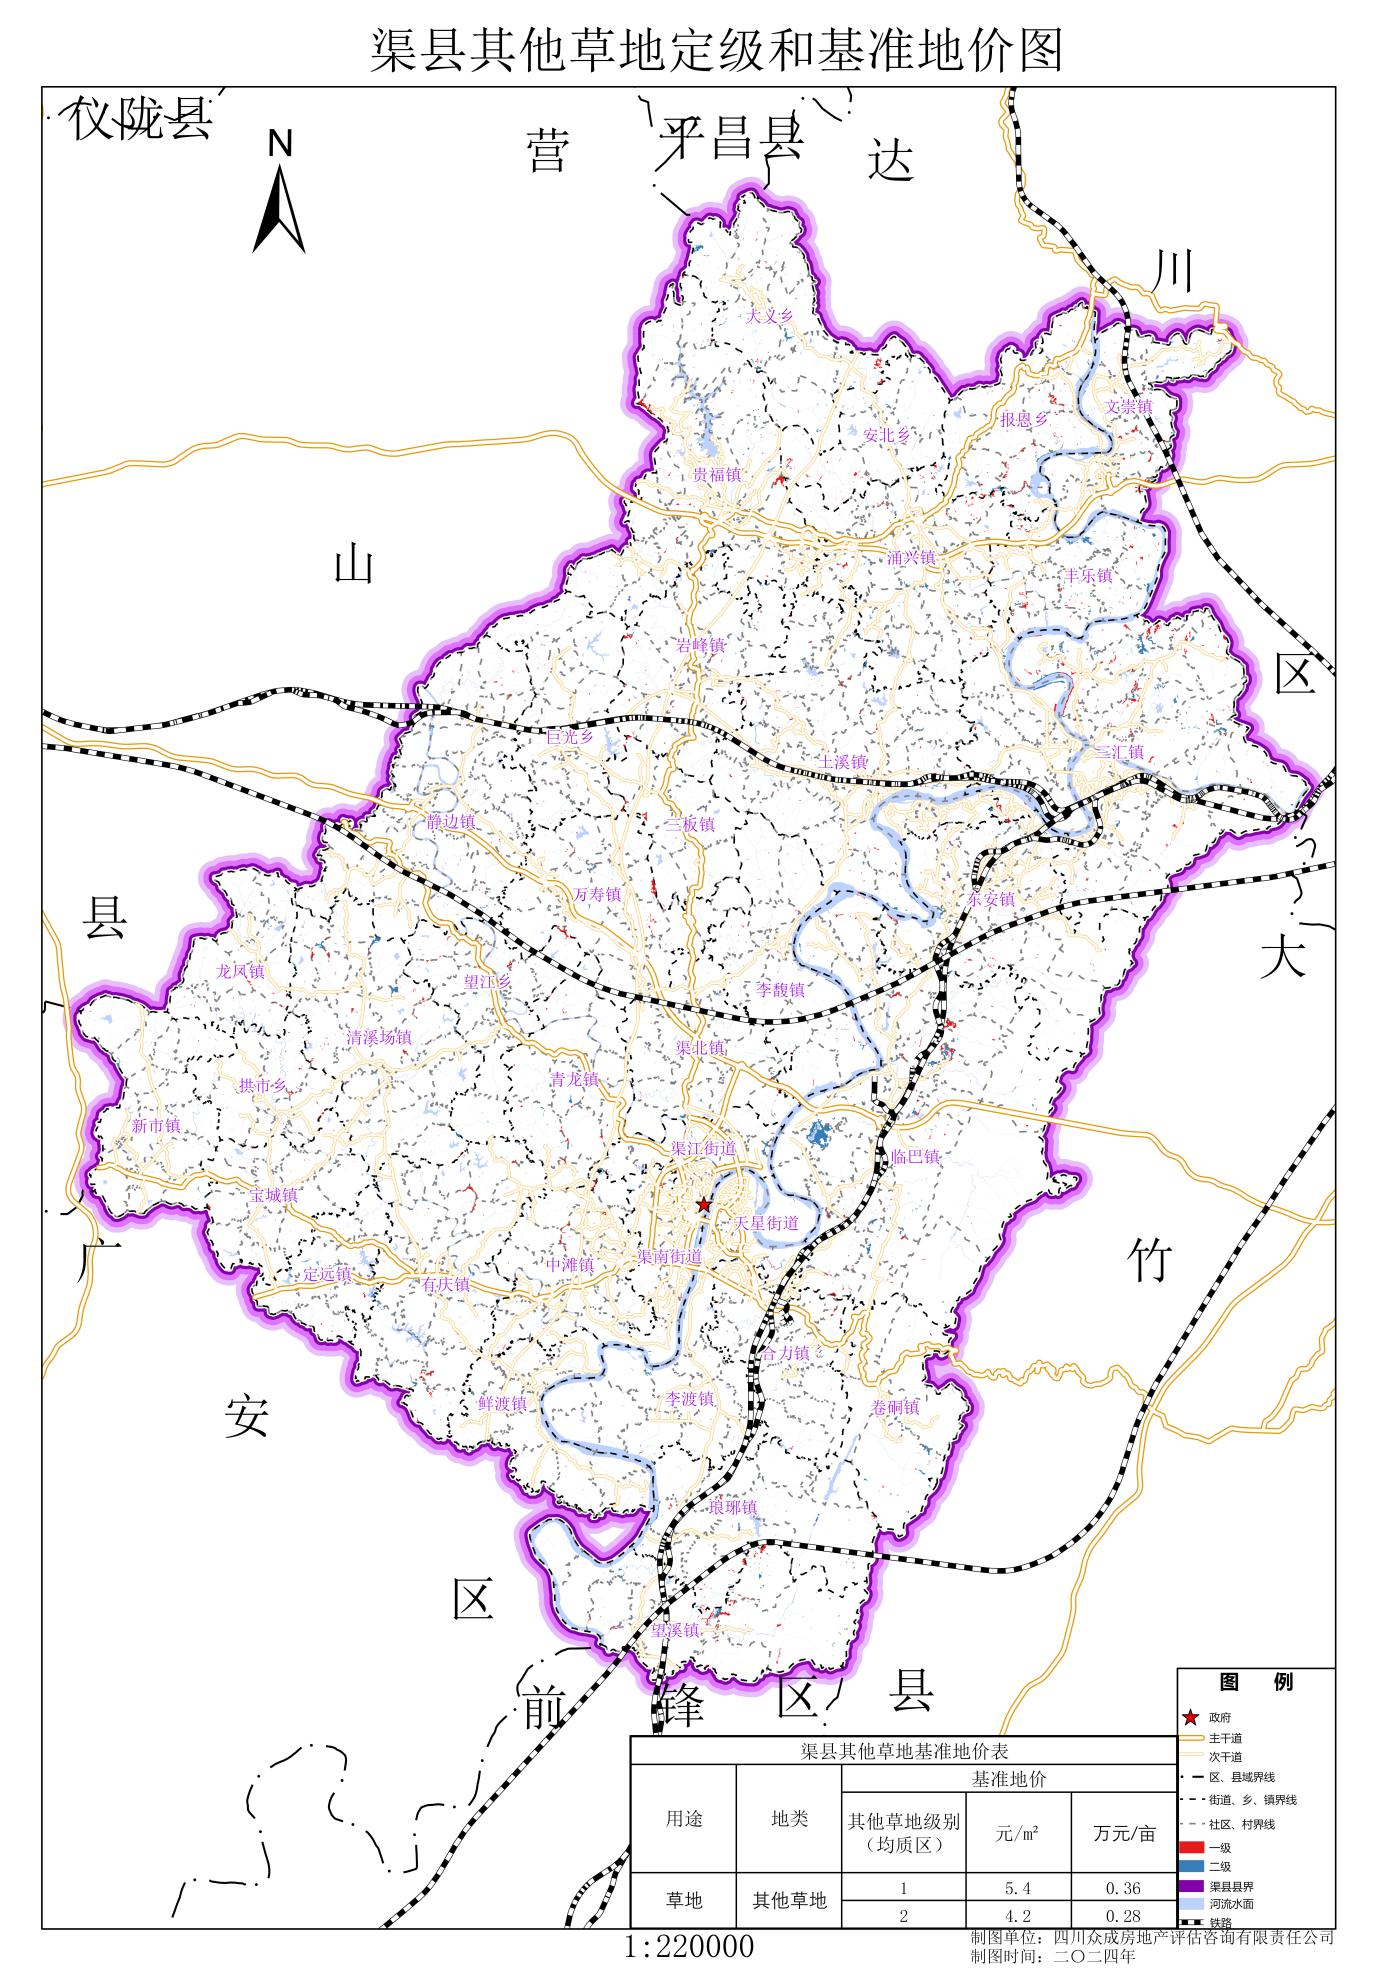 渠县其他草地定级和基准地价图
仪陇县
营
平昌县
达
N
川
大义乡
安北乡
报恩乡
文崇镇
贵福镇
涌兴镇
丰乐镇
山
岩峰镇
区
巨光乡
土溪镇
三汇镇
静边镇
三板镇
万寿镇
东安镇
县
龙凤镇
望江乡
李馥镇
大
清溪场镇
渠北镇
拱市乡
青龙镇
新市镇
渠江街道
临巴镇
宝城镇
天星街道
中滩镇
渠南街道
广
定远镇
有庆镇
竹
合力镇
鲜渡镇
李渡镇
卷硐镇
安
琅琊镇
区
望溪镇
前
锋
区
县
图 例
政府
主干道
次干道
区、县域界线
街道、乡、镇界线
社区、村界线
一级
二级
渠县县界
河流水面
铁路
渠县其他草地基准地价表
用途 地类 基准地价
其他草地级别（均质区） 元/m² 万元/亩
草地 其他草地 1 5.4 0.36
2 4.2 0.28
1:220000
制图单位：四川众成房地产评估咨询有限责任公司
制图时间：二〇二四年